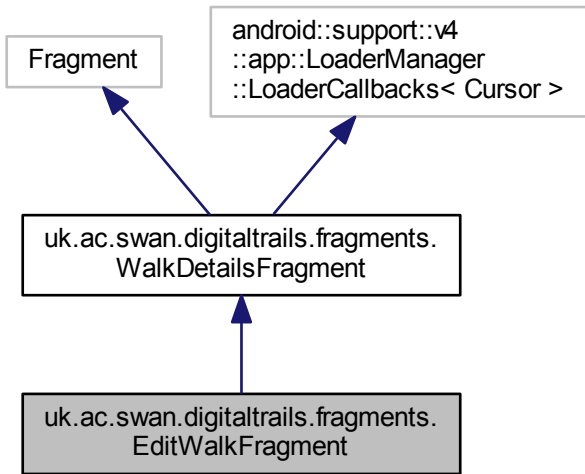 Fragment
android::support::v4
::app::LoaderManager
::LoaderCallbacks< Cursor >
uk.ac.swan.digitaltrails.fragments.
WalkDetailsFragment
uk.ac.swan.digitaltrails.fragments.
EditWalkFragment